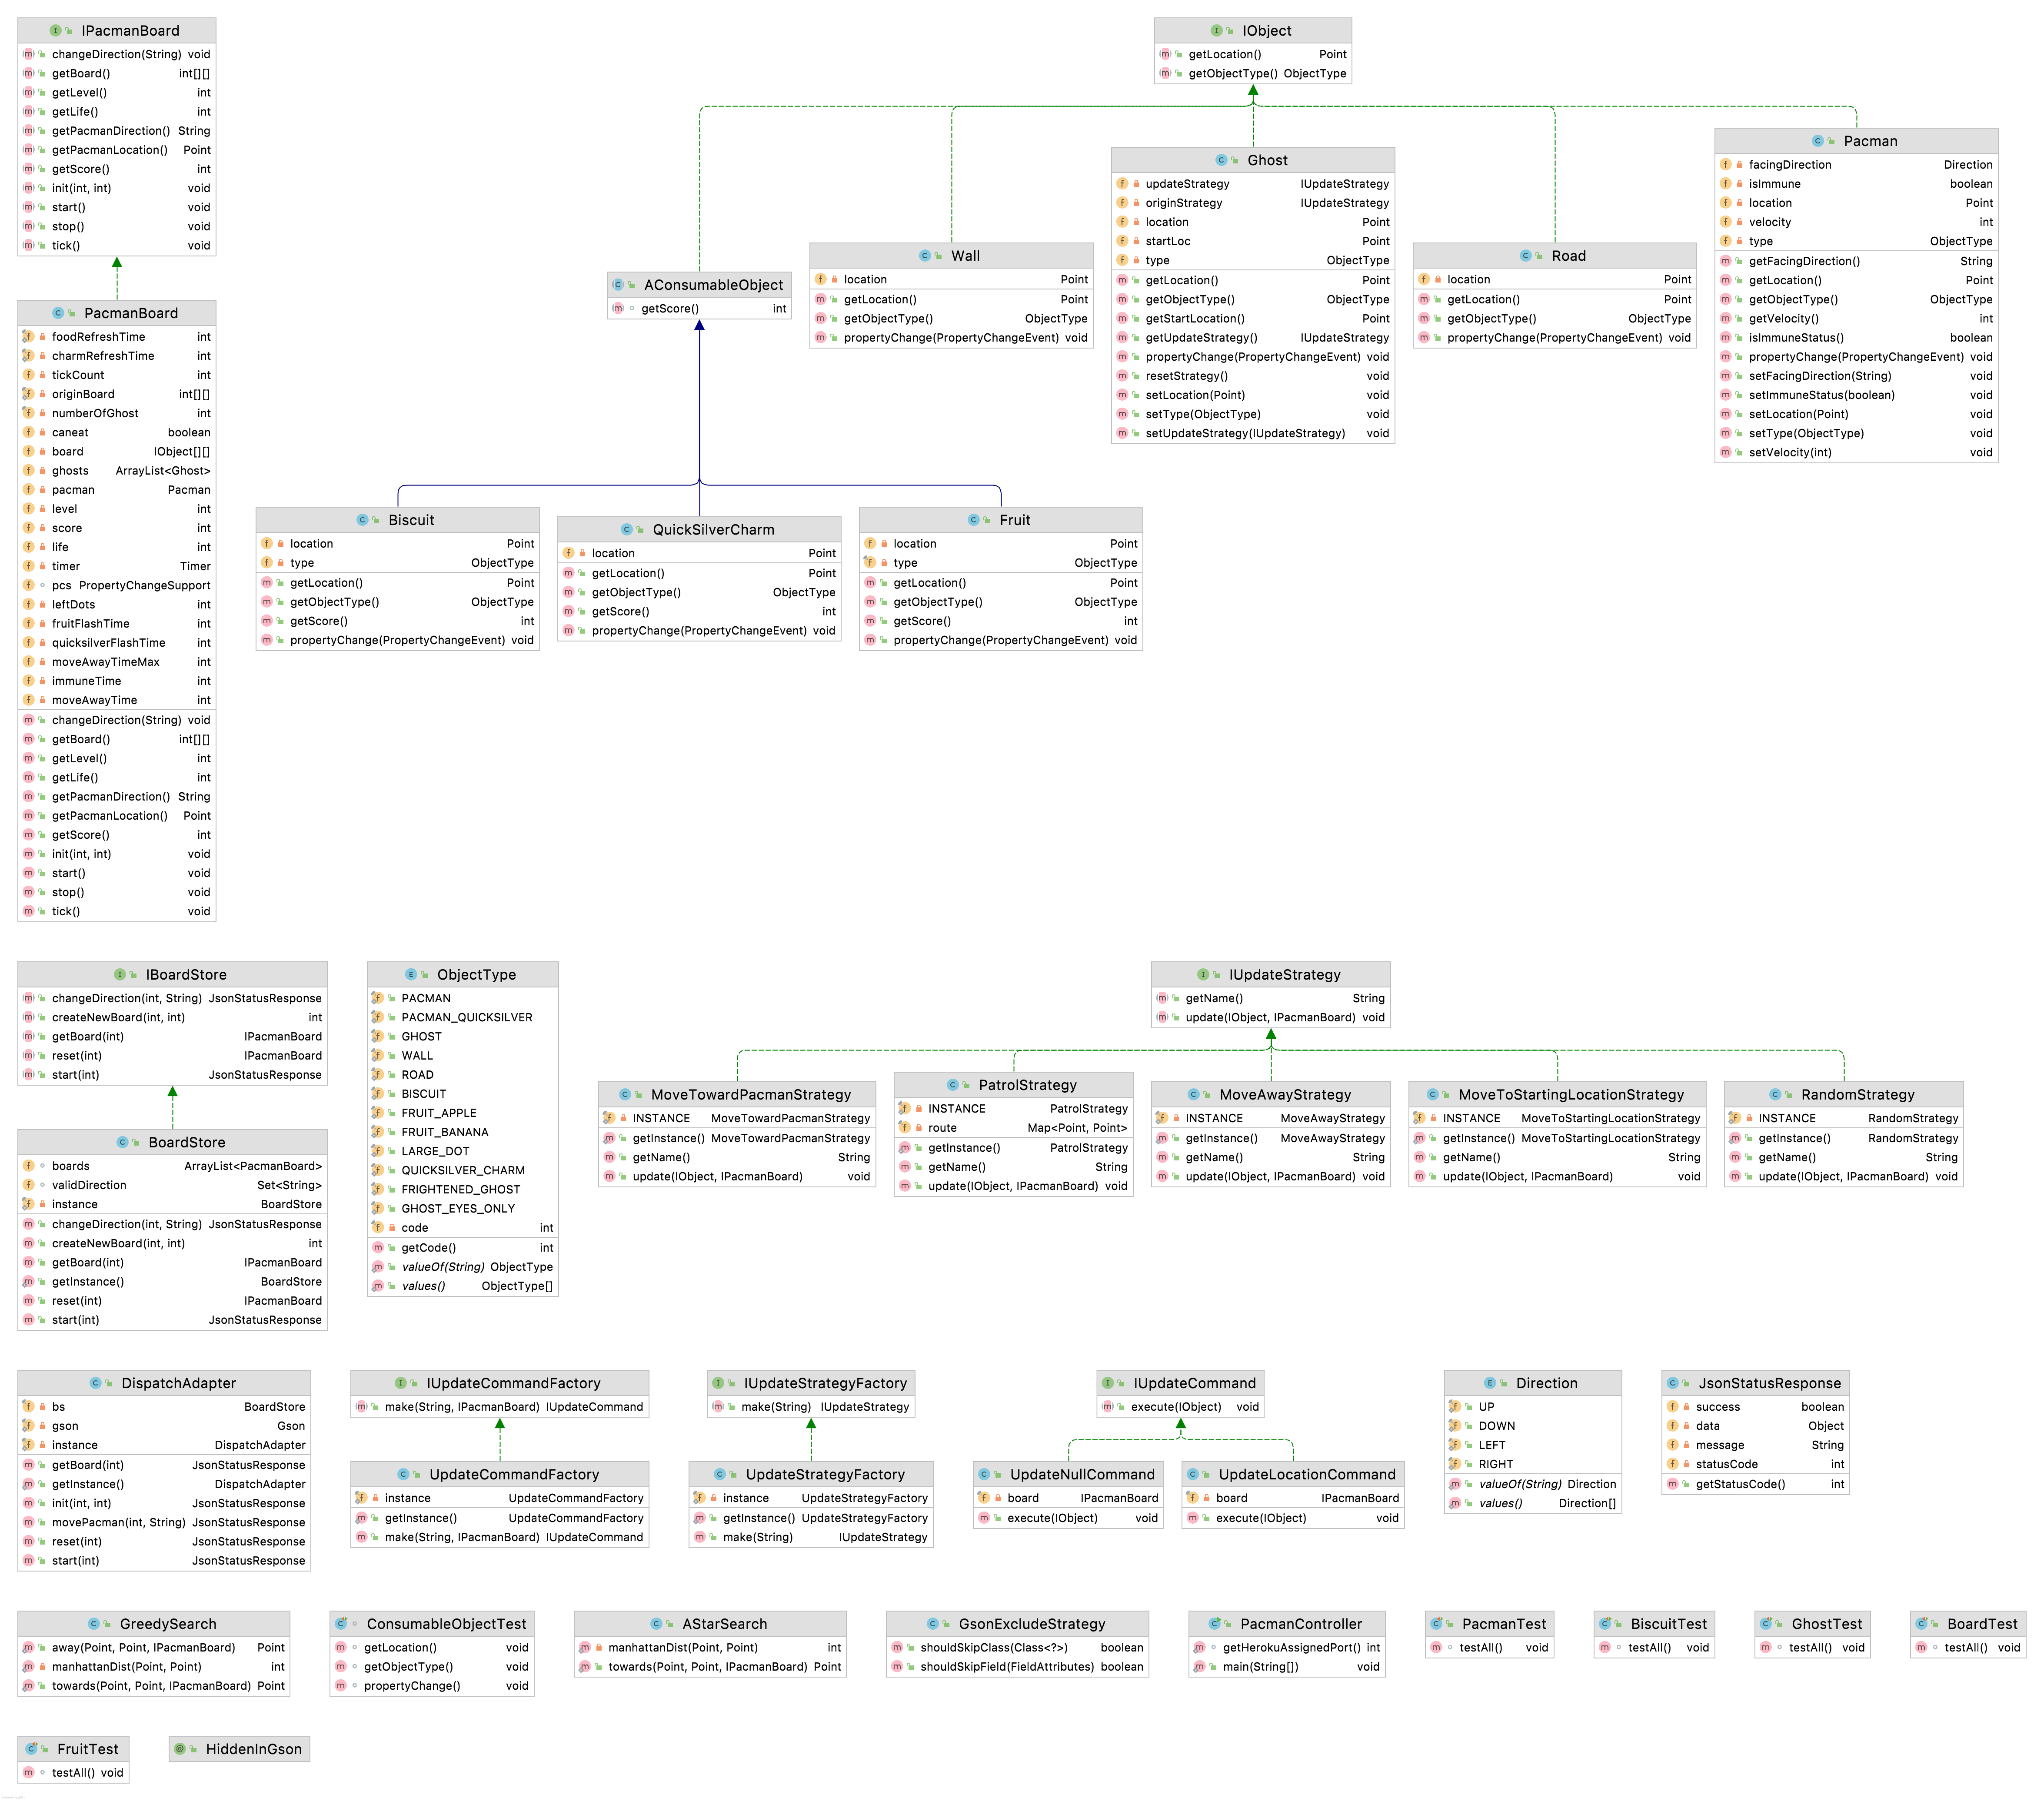 IPacmanBoard
changeDirection(String) void
getBoard() int[][]
getLevel() int
getLife() int
getPacmanDirection() String
getPacmanLocation() Point
getScore() int
init(int, int) void
start() void
stop() void
tick() void
PacmanBoard
foodRefreshTime int
charmRefreshTime int
tickCount int
originBoard int[][]
numberOfGhost int
caneat boolean
board IObject[][]
ghosts ArrayList<Ghost>
pacman Pacman
level int
score int
life int
timer Timer
pcs PropertyChangeSupport
leftDots int
fruitFlashTime int
quicksilverFlashTime int
moveAwayTimeMax int
immuneTime int
moveAwayTime int
changeDirection(String) void
getBoard() int[][]
getLevel() int
getLife() int
getPacmanDirection() String
getPacmanLocation() Point
getScore() int
init(int, int) void
start() void
stop() void
tick() void
IObject
getLocation() Point
getObjectType() ObjectType
AConsumableObject
getScore() int
Wall
location Point
getLocation() Point
getObjectType() ObjectType
propertyChange(PropertyChangeEvent) void
Ghost
updateStrategy IUpdateStrategy
originStrategy IUpdateStrategy
location Point
startLoc Point
type ObjectType
getLocation() Point
getObjectType() ObjectType
getStartLocation() Point
getUpdateStrategy() IUpdateStrategy
propertyChange(PropertyChangeEvent) void
resetStrategy() void
setLocation(Point) void
setType(ObjectType) void
setUpdateStrategy(IUpdateStrategy) void
Road
location Point
getLocation() Point
getObjectType() ObjectType
propertyChange(PropertyChangeEvent) void
Pacman
facingDirection Direction
isImmune boolean
location Point
velocity int
type ObjectType
getFacingDirection() String
getLocation() Point
getObjectType() ObjectType
getVelocity() int
isImmuneStatus() boolean
propertyChange(PropertyChangeEvent) void
setFacingDirection(String) void
setImmuneStatus(boolean) void
setLocation(Point) void
setType(ObjectType) void
setVelocity(int) void
Biscuit
location Point
type ObjectType
getLocation() Point
getObjectType() ObjectType
getScore() int
propertyChange(PropertyChangeEvent) void
QuickSilverCharm
location Point
getLocation() Point
getObjectType() ObjectType
getScore() int
propertyChange(PropertyChangeEvent) void
Fruit
location Point
type ObjectType
getLocation() Point
getObjectType() ObjectType
getScore() int
propertyChange(PropertyChangeEvent) void
IBoardStore
changeDirection(int, String) JsonStatusResponse
createNewBoard(int, int) int
getBoard(int) IPacmanBoard
reset(int) IPacmanBoard
start(int) JsonStatusResponse
BoardStore
boards ArrayList<PacmanBoard>
validDirection Set<String>
instance BoardStore
changeDirection(int, String) JsonStatusResponse
createNewBoard(int, int) int
getBoard(int) IPacmanBoard
getInstance() BoardStore
reset(int) IPacmanBoard
start(int) JsonStatusResponse
ObjectType
PACMAN
PACMAN_QUICKSILVER
GHOST
WALL
ROAD
BISCUIT
FRUIT_APPLE
FRUIT_BANANA
LARGE_DOT
QUICKSILVER_CHARM
FRIGHTENED_GHOST
GHOST_EYES_ONLY
code int
getCode() int
valueOf(String) ObjectType
values() ObjectType[]
IUpdateStrategy
getName() String
update(IObject, IPacmanBoard) void
MoveTowardPacmanStrategy
INSTANCE MoveTowardPacmanStrategy
getInstance() MoveTowardPacmanStrategy
getName() String
update(IObject, IPacmanBoard) void
PatrolStrategy
INSTANCE PatrolStrategy
route Map<Point, Point>
getInstance() PatrolStrategy
getName() String
update(IObject, IPacmanBoard) void
MoveAwayStrategy
INSTANCE MoveAwayStrategy
getInstance() MoveAwayStrategy
getName() String
update(IObject, IPacmanBoard) void
MoveToStartingLocationStrategy
INSTANCE MoveToStartingLocationStrategy
getInstance() MoveToStartingLocationStrategy
getName() String
update(IObject, IPacmanBoard) void
RandomStrategy
INSTANCE RandomStrategy
getInstance() RandomStrategy
getName() String
update(IObject, IPacmanBoard) void
DispatchAdapter
bs BoardStore
gson Gson
instance DispatchAdapter
getBoard(int) JsonStatusResponse
getInstance() DispatchAdapter
init(int, int) JsonStatusResponse
movePacman(int, String) JsonStatusResponse
reset(int) JsonStatusResponse
start(int) JsonStatusResponse
IUpdateCommandFactory
make(String, IPacmanBoard) IUpdateCommand
UpdateCommandFactory
instance UpdateCommandFactory
getInstance() UpdateCommandFactory
make(String, IPacmanBoard) IUpdateCommand
IUpdateStrategyFactory
make(String) IUpdateStrategy
UpdateStrategyFactory
instance UpdateStrategyFactory
getInstance() UpdateStrategyFactory
make(String) IUpdateStrategy
IUpdateCommand
execute(IObject) void
UpdateNullCommand
board IPacmanBoard
execute(IObject) void
UpdateLocationCommand
board IPacmanBoard
execute(IObject) void
Direction
UP
DOWN
LEFT
RIGHT
valueOf(String) Direction
values() Direction[]
JsonStatusResponse
success boolean
data Object
message String
statusCode int
getStatusCode() int
GreedySearch
away(Point, Point, IPacmanBoard) Point
manhattanDist(Point, Point) int
towards(Point, Point, IPacmanBoard) Point
ConsumableObjectTest
getLocation() void
getObjectType() void
propertyChange() void
AStarSearch
manhattanDist(Point, Point) int
towards(Point, Point, IPacmanBoard) Point
GsonExcludeStrategy
shouldSkipClass(Class<?>) boolean
shouldSkipField(FieldAttributes) boolean
PacmanController
getHerokuAssignedPort() int
main(String[]) void
PacmanTest
testAll() void
BiscuitTest
testAll() void
GhostTest
testAll() void
BoardTest
testAll() void
FruitTest
testAll() void
HiddenInGson